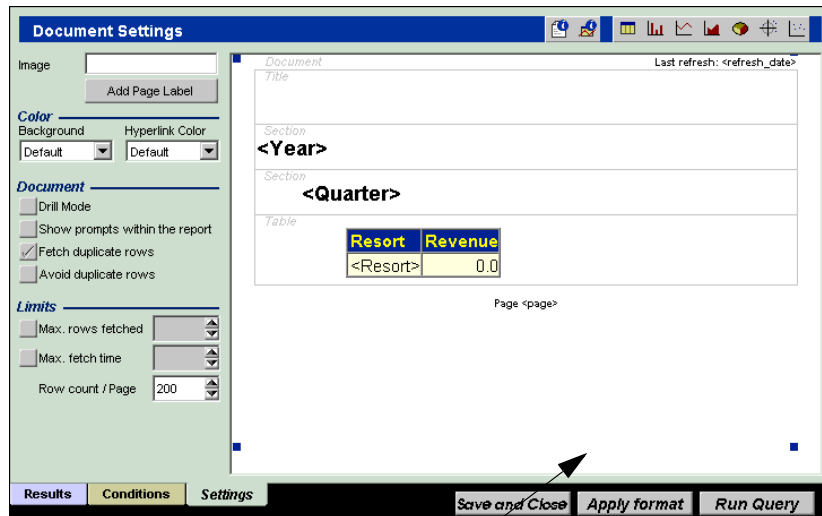 Document Settings
Image
Add Page Label
Color
Background Hyperlink Color
Default Default
Document
Drill Mode
Show prompts within the report
Fetch duplicate rows
Avoid duplicate rows
Limits
Max. rows fetched
Max. fetch time
Row count / Page 200
Document Last refresh: <refresh_date>
Title
Section
<Year>
Section
<Quarter>
Table
Resort Revenue
<Resort> 0.0
Page <page>
Results Conditions Settings
Save and Close Apply format Run Query